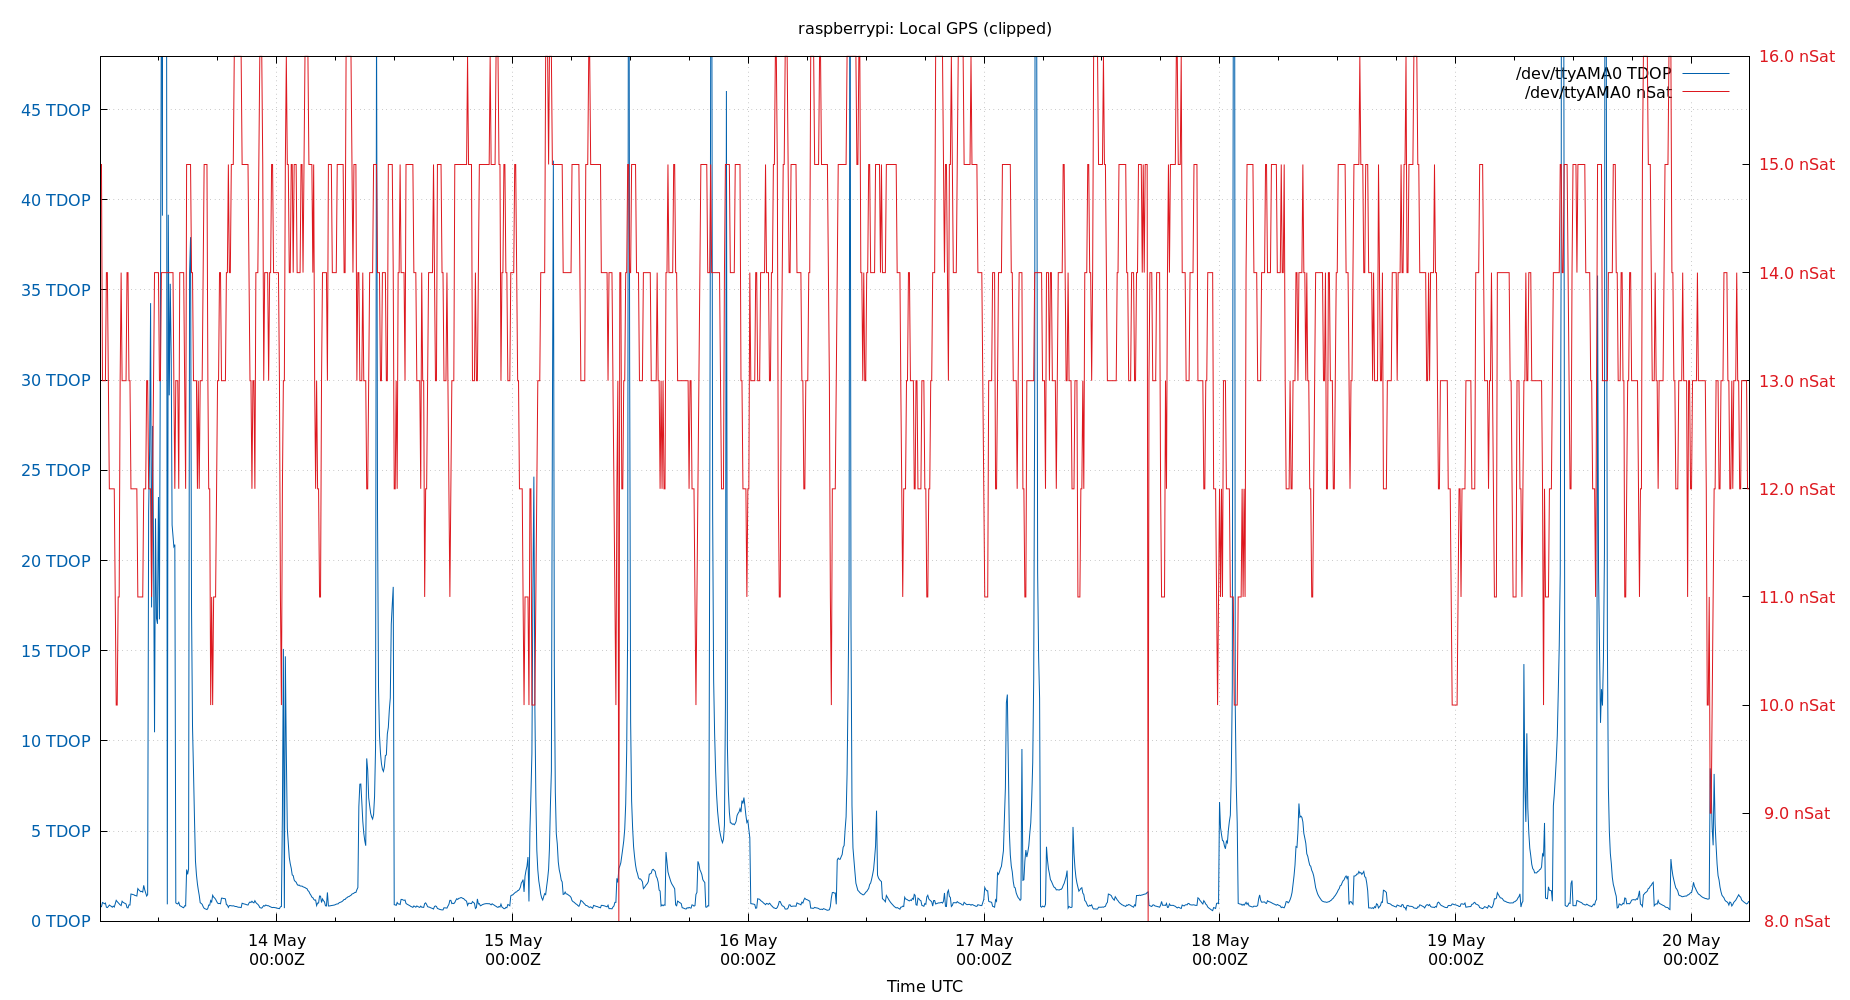 raspberrypi: Local GPS (clipped)
/dev/ttyAMA0 TDOP
/dev/ttyAMA0 nSat
45 TDOP
40 TDOP
35 TDOP
30 TDOP
25 TDOP
20 TDOP
15 TDOP
10 TDOP
5 TDOP
0 TDOP
16.0 nSat
15.0 nSat
14.0 nSat
13.0 nSat
12.0 nSat
11.0 nSat
10.0 nSat
9.0 nSat
8.0 nSat
14 May
00:00Z
15 May
00:00Z
16 May
00:00Z
17 May
00:00Z
18 May
00:00Z
19 May
00:00Z
20 May
00:00Z
Time UTC